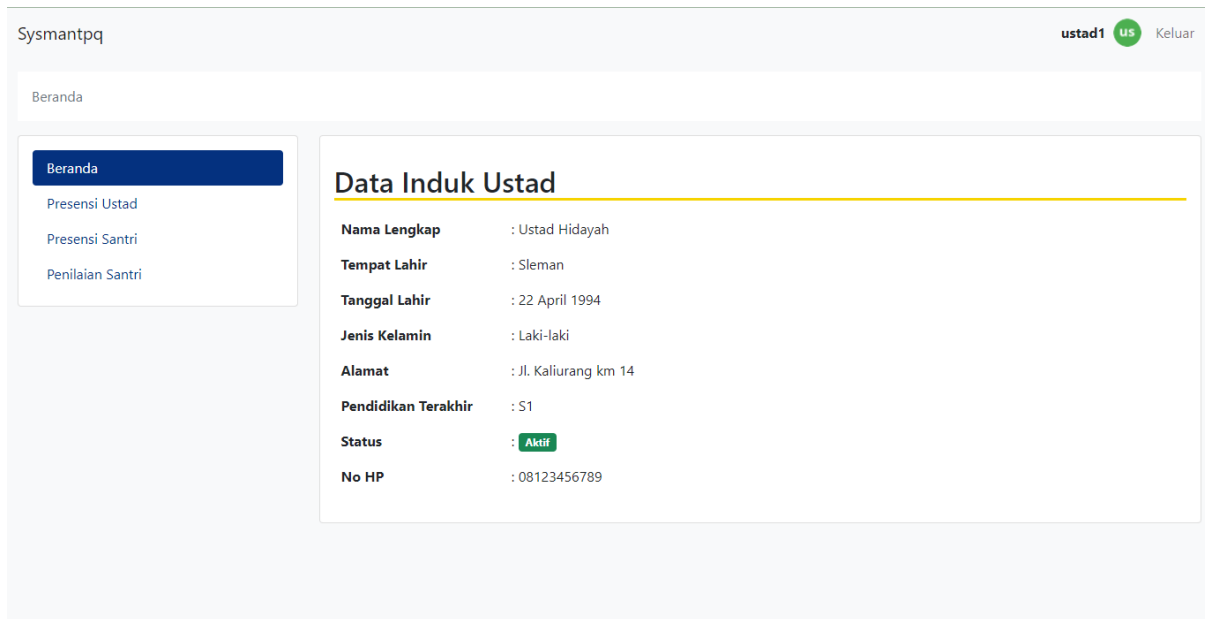 Sysmantpq
ustad1 us Keluar
Beranda
Beranda
Presensi Ustad
Presensi Santri
Penilaian Santri
Data Induk Ustad
Nama Lengkap : Ustad Hidayah
Tempat Lahir : Sleman
Tanggal Lahir : 22 April 1994
Jenis Kelamin : Laki-laki
Alamat : Jl. Kaliurang km 14
Pendidikan Terakhir : S1
Status : Aktif
No HP : 08123456789